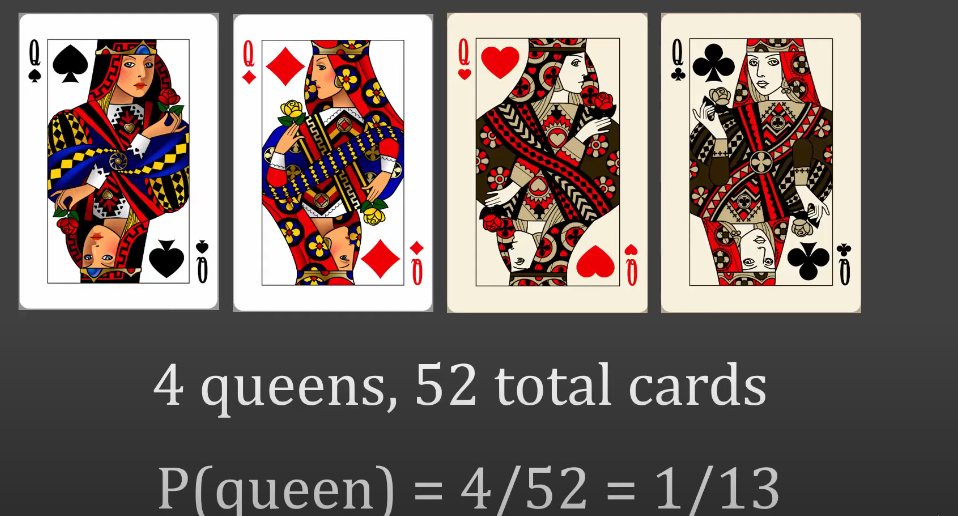 Q Q Q Q
Q Q Q Q
4 queens, 52 total cards
P(queen) = 4/52 = 1/13